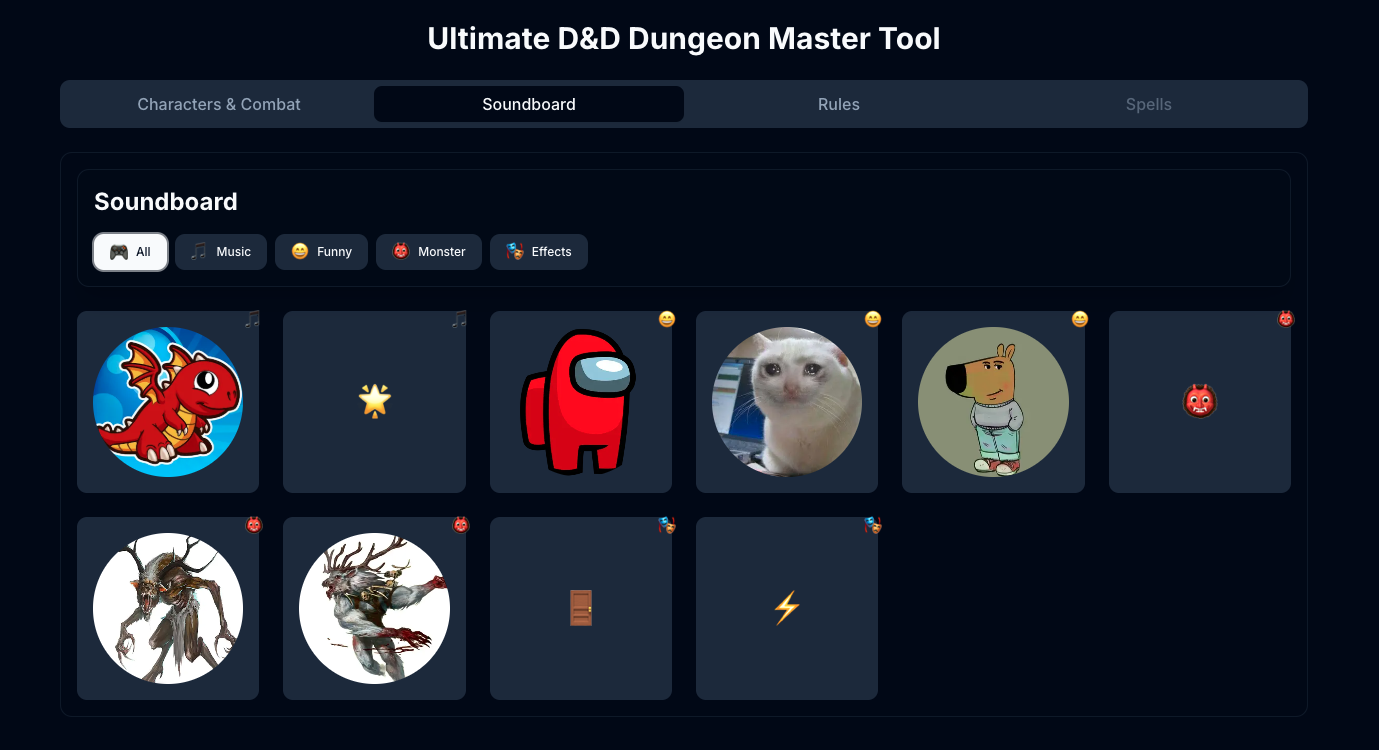 Ultimate D&D Dungeon Master Tool
Characters & Combat
Soundboard
Rules
Spells
Soundboard
All
Music
Funny
Monster
Effects